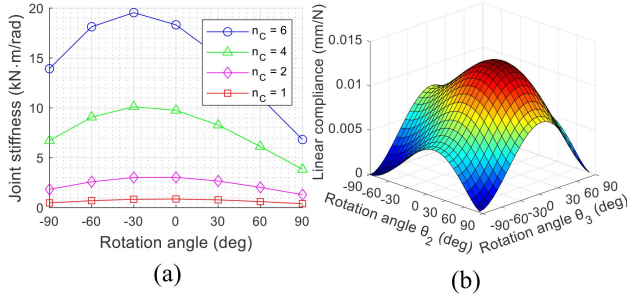 20
15
10
5
0
Joint stiffness (kN·m/rad)
n_C = 6
n_C = 4
n_C = 2
n_C = 1
-90 -60 -30 0 30 60 90
Rotation angle (deg)
(a)
0.015
0.01
0.005
0
Linear compliance (mm/N)
-90 -60 -30 0 30 60 90
Rotation angle θ_2 (deg)
-90 -60 -30 0 30 60 90
Rotation angle θ_3 (deg)
(b)